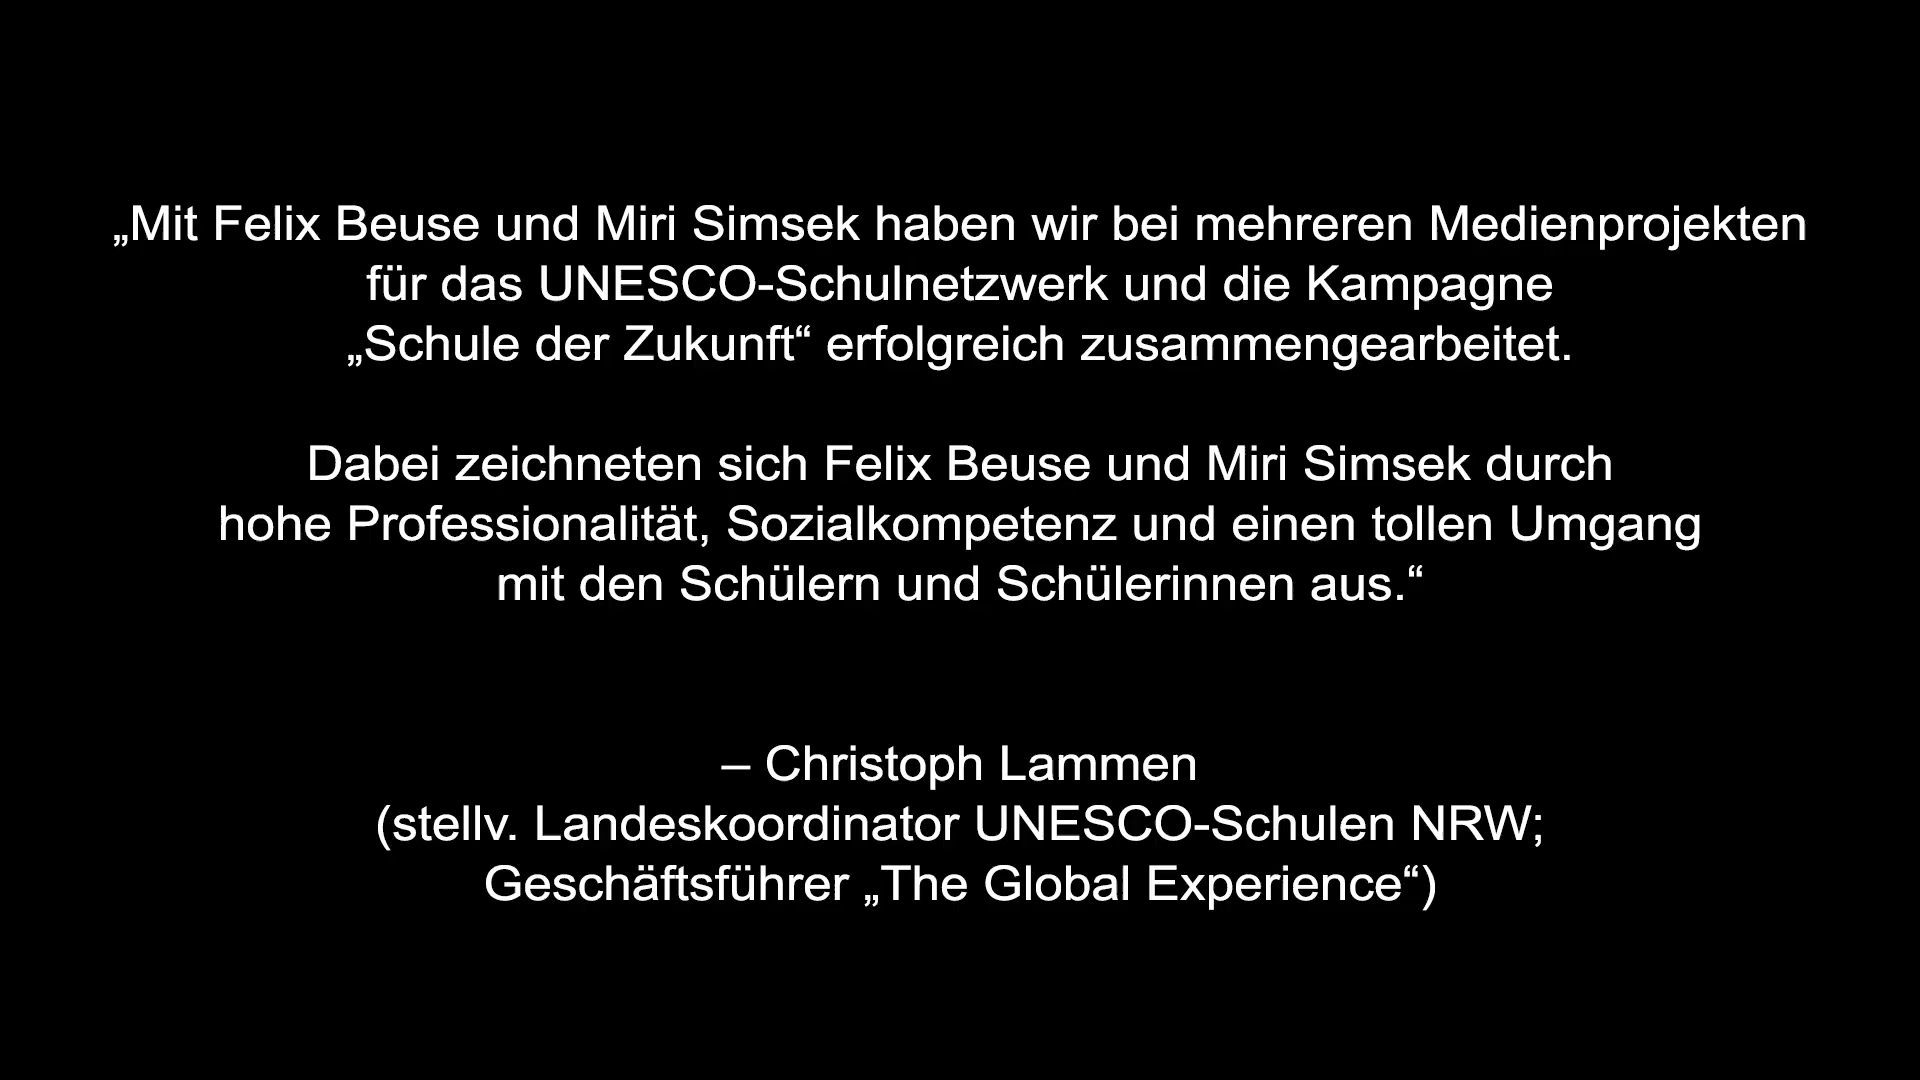 „Mit Felix Beuse und Miri Simsek haben wir bei mehreren Medienprojekten
für das UNESCO-Schulnetzwerk und die Kampagne
„Schule der Zukunft“ erfolgreich zusammengearbeitet.
Dabei zeichneten sich Felix Beuse und Miri Simsek durch
hohe Professionalität, Sozialkompetenz und einen tollen Umgang
mit den Schülern und Schülerinnen aus.“
– Christoph Lammen
(stellv. Landeskoordinator UNESCO-Schulen NRW;
Geschäftsführer „The Global Experience“)